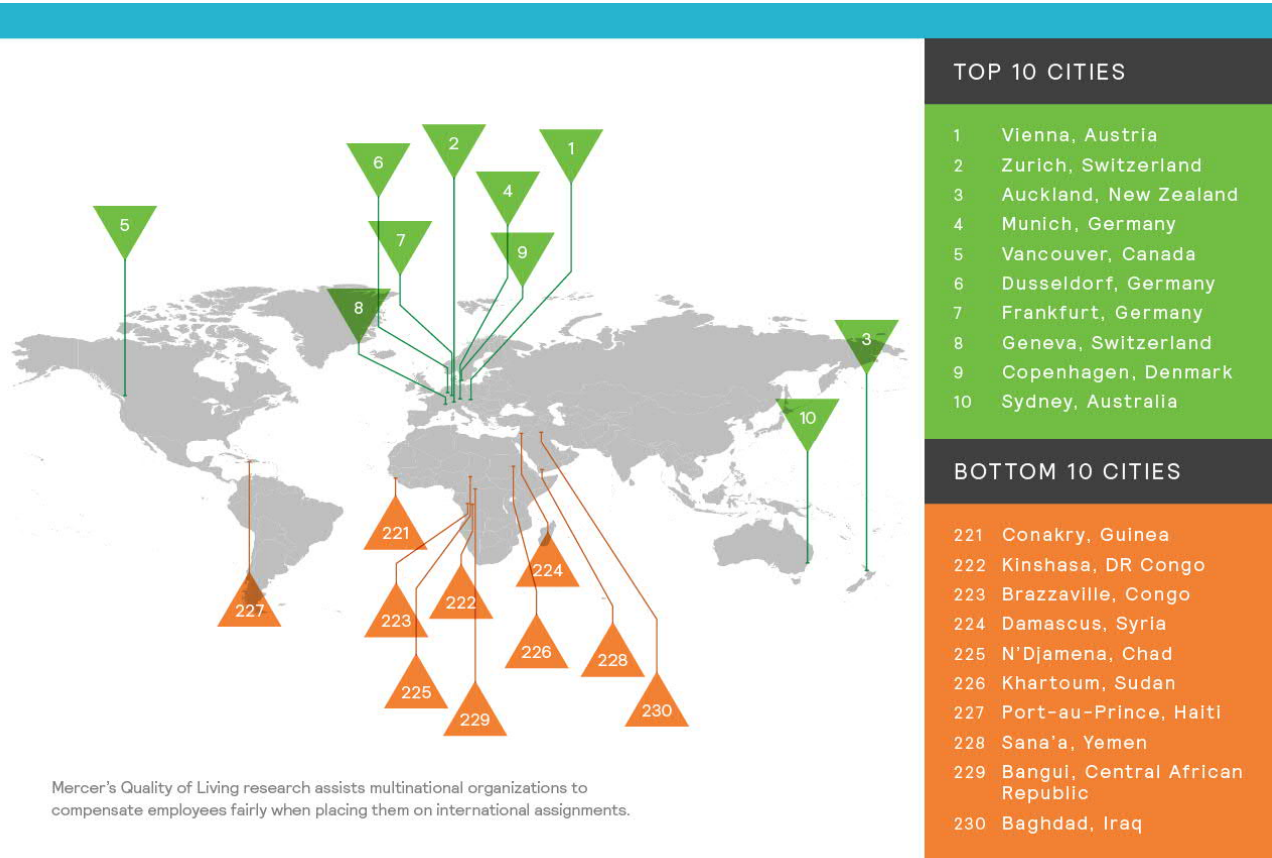 TOP 10 CITIES
1 Vienna, Austria
2 Zurich, Switzerland
3 Auckland, New Zealand
4 Munich, Germany
5 Vancouver, Canada
6 Dusseldorf, Germany
7 Frankfurt, Germany
8 Geneva, Switzerland
9 Copenhagen, Denmark
10 Sydney, Australia
BOTTOM 10 CITIES
221 Conakry, Guinea
222 Kinshasa, DR Congo
223 Brazzaville, Congo
224 Damascus, Syria
225 N'Djamena, Chad
226 Khartoum, Sudan
227 Port-au-Prince, Haiti
228 Sana'a, Yemen
229 Bangui, Central African
Republic
230 Baghdad, Iraq
2
1
6
4
5
7
9
8
3
10
221
224
222
227
223
226
228
225
230
229
Mercer's Quality of Living research assists multinational organizations to
compensate employees fairly when placing them on international assignments.